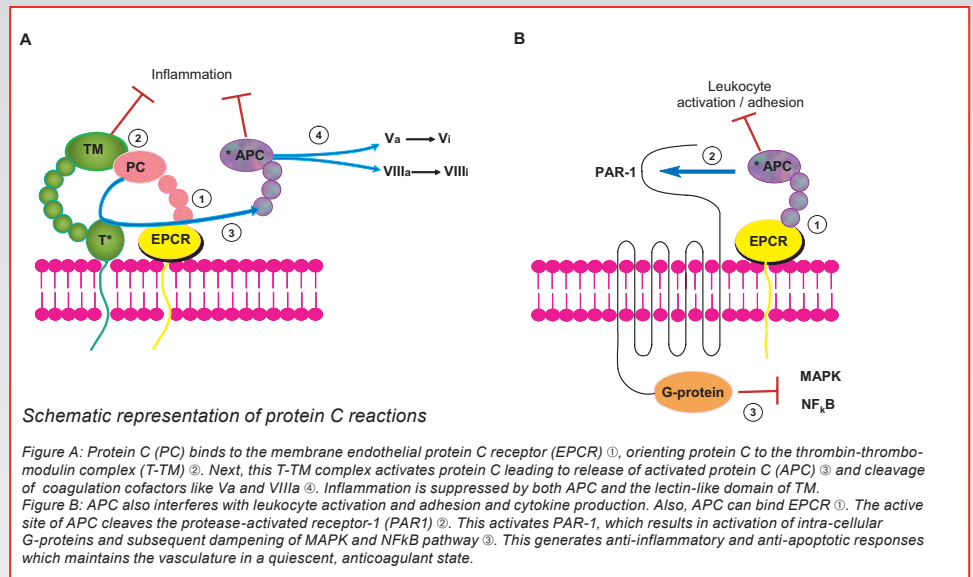 A
Inflammation
TM
②
PC
①
T*
EPCR
③
* APC
④
Va → Vi
VIIIa → VIIIi
B
Leukocyte
activation / adhesion
PAR-1
②
* APC
①
EPCR
G-protein
③
MAPK
NFkB
Schematic representation of protein C reactions
Figure A: Protein C (PC) binds to the membrane endothelial protein C receptor (EPCR) ①, orienting protein C to the thrombin-thrombo-
modulin complex (T-TM) ②. Next, this T-TM complex activates protein C leading to release of activated protein C (APC) ③ and cleavage
of coagulation cofactors like Va and VIIIa ④. Inflammation is suppressed by both APC and the lectin-like domain of TM.
Figure B: APC also interferes with leukocyte activation and adhesion and cytokine production. Also, APC can bind EPCR ①. The active
site of APC cleaves the protease-activated receptor-1 (PAR1) ②. This activates PAR-1, which results in activation of intra-cellular
G-proteins and subsequent dampening of MAPK and NFkB pathway ③. This generates anti-inflammatory and anti-apoptotic responses
which maintains the vasculature in a quiescent, anticoagulant state.